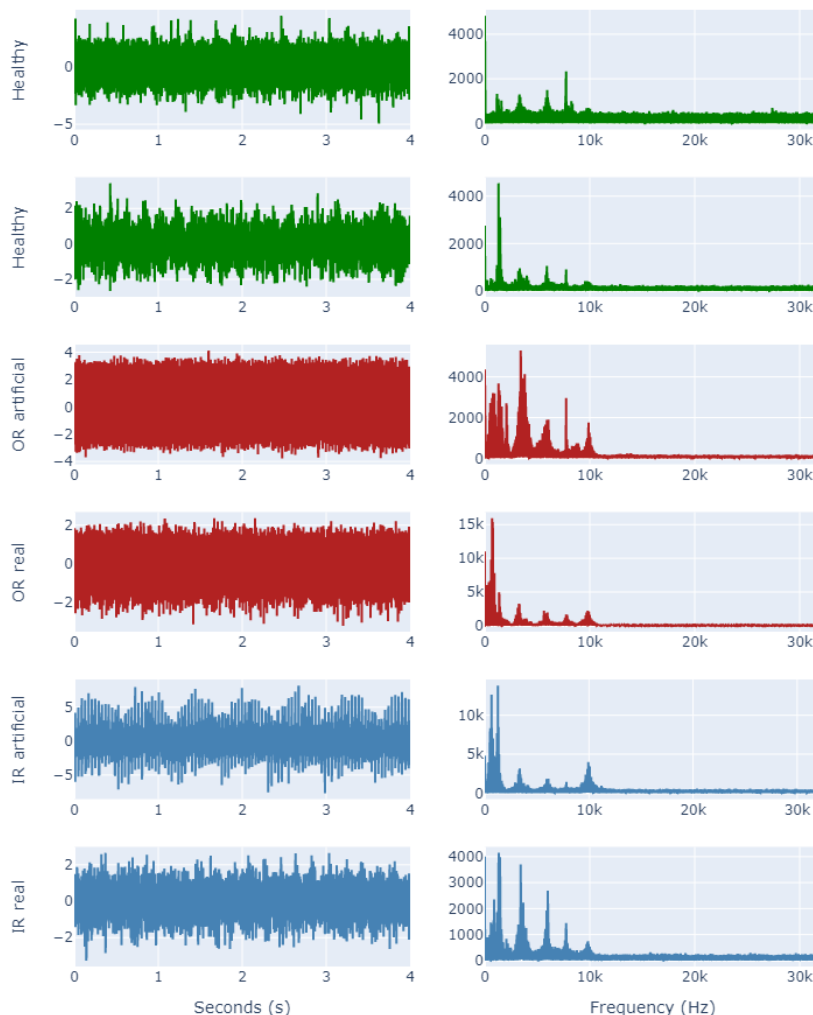 Healthy
0
−5
0 1 2 3 4
4000
2000
0
0 10k 20k 30k
Healthy
2
0
−2
0 1 2 3 4
4000
2000
0
0 10k 20k 30k
OR artificial
4
2
0
−2
−4
0 1 2 3 4
4000
2000
0
0 10k 20k 30k
OR real
2
0
−2
0 1 2 3 4
15k
10k
5k
0
0 10k 20k 30k
IR artificial
5
0
−5
0 1 2 3 4
10k
5k
0
0 10k 20k 30k
IR real
2
0
−2
0 1 2 3 4
4000
3000
2000
1000
0
0 10k 20k 30k
Seconds (s)
Frequency (Hz)